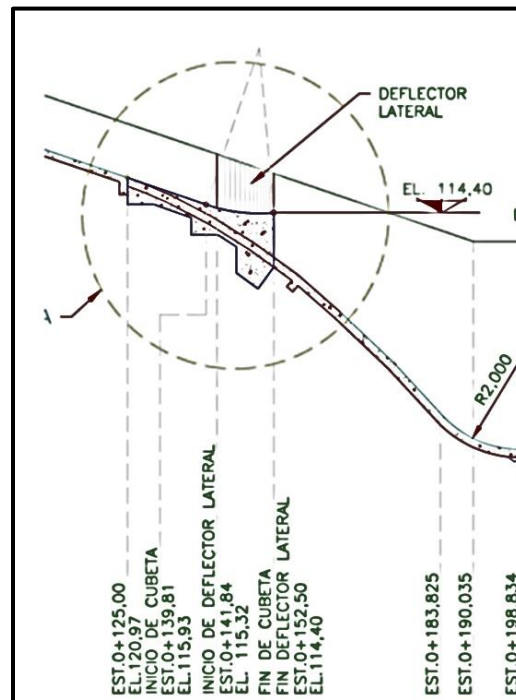 DEFLECTOR
LATERAL
EL. 114,40
R2.000
EST.0+125,00
EL.120,97
INICIO DE CUBETA
EST.0+139,81
EL.115,93
INICIO DE DEFLECTOR LATERAL
EST.0+141,84
EL. 115,32
FIN DE CUBETA
FIN DEFLECTOR LATERAL
EST.0+152,50
EL.114,40
EST.0+183,825
EST.0+190,035
EST.0+198,834